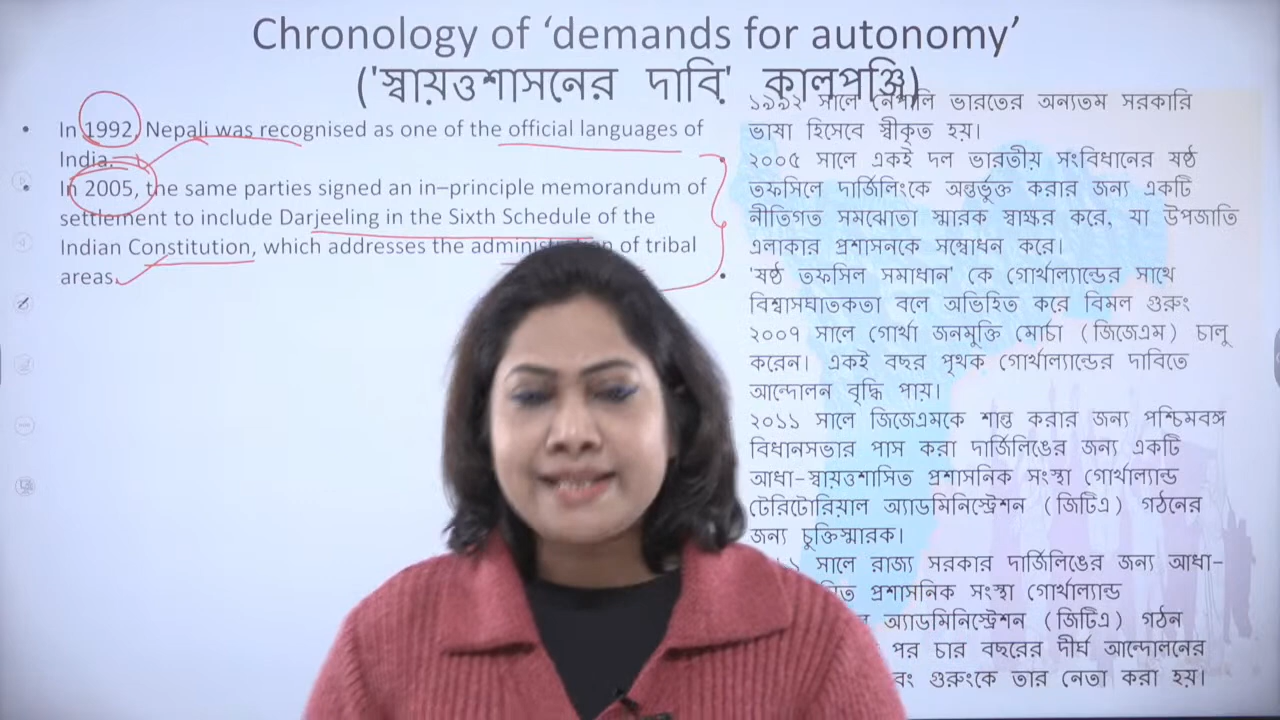 Chronology of ‘demands for autonomy’
('স্বায়ওশাসনের দাবি' কালপঞ্জি)
• In 1992, Nepali was recognised as one of the official languages of
India.
• In 2005, the same parties signed an in–principle memorandum of
settlement to include Darjeeling in the Sixth Schedule of the
Indian Constitution, which addresses the of tribal
areas.
১৯৯২ সালে নেপালি ভারতের অন্যতম সরকারি
ভাষা হিসেবে স্বীকৃত হয়।
২০০৫ সালে একই দল ভারতীয় সংবিধানের ষষ্ঠ
তফসিলে দার্জিলিংকে অন্তর্ভুক্ত করার জন্য একটি
নীতিগত সমঝোতা স্মারক স্বাক্ষর করে, যা উপজাতি
এলাকার প্রশাসনকে সম্বোধন করে।
• 'ষষ্ঠ তফসিল সমাধান' কে গোর্খাল্যান্ডের সাথে
বিশ্বাসঘাতকতা বলে অভিহিত করে বিমল গুরুং
২০০৭ সালে গোর্খা জনমুক্তি মোর্চা (জিজেএম) চালু
করেন। একই বছর পৃথক গোর্খাল্যান্ডের দাবিতে
আন্দোলন বৃদ্ধি পায়।
২০১১ সালে জিজেএমকে শান্ত করার জন্য পশ্চিমবঙ্গ
বিধানসভার পাস করা দার্জিলিঙের জন্য একটি
আধা-স্বায়ওশাসিত প্রশাসনিক সংস্থা গোর্খাল্যান্ড
টেরিটোরিয়াল অ্যাডমিনিস্ট্রেশন (জিটিএ) গঠনের
জন্য চুক্তিস্মারক।
সালে রাজ্য সরকার দার্জিলিঙের জন্য আধা-
প্রশাসনিক সংস্থা গোর্খাল্যান্ড
অ্যাডমিনিস্ট্রেশন (জিটিএ) গঠন
পর চার বছরের দীর্ঘ আন্দোলনের
গুরুংকে তার নেতা করা হয়।